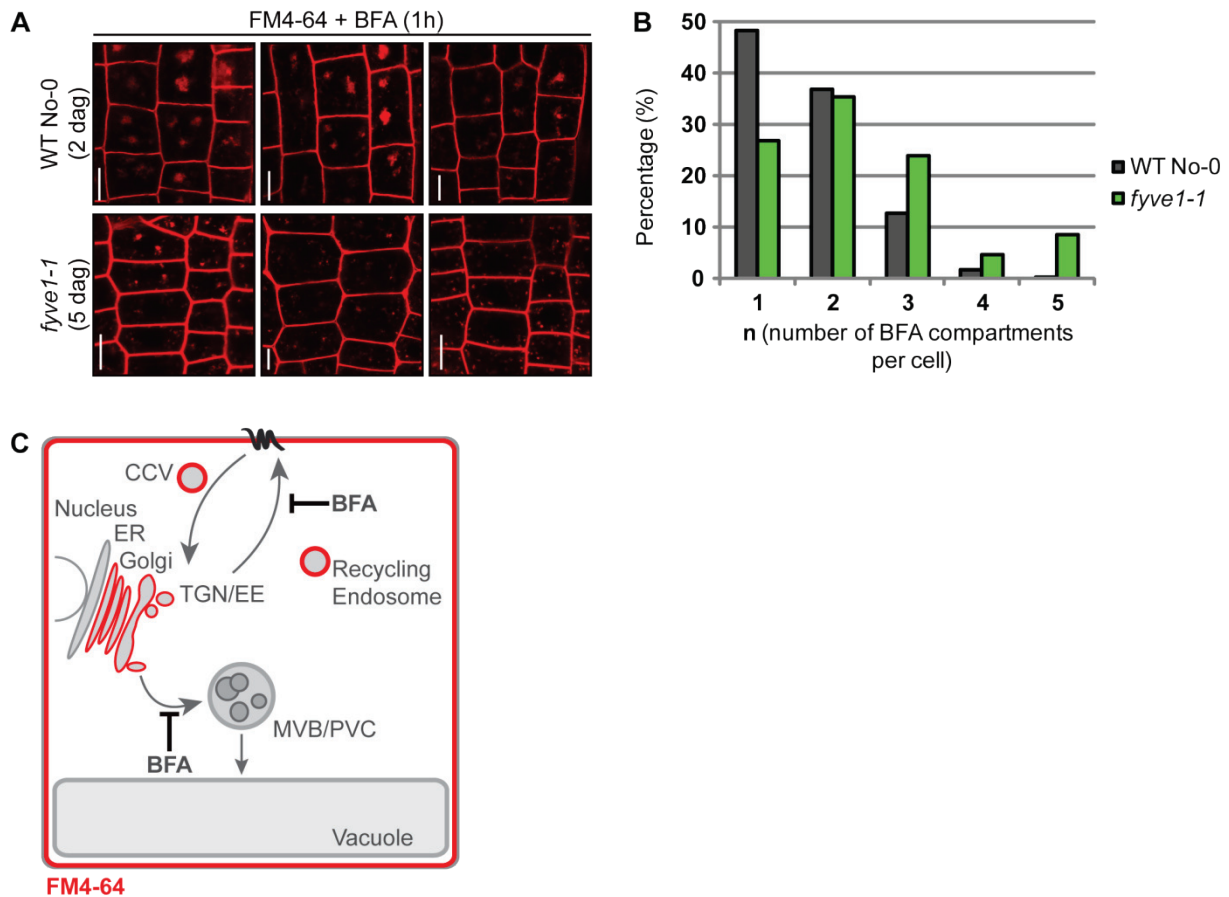 A
FM4-64 + BFA (1h)
WT No-0
(2 dag)
fyve1-1
(5 dag)
B
Percentage (%)
50
40
30
20
10
0
1 2 3 4 5
n (number of BFA compartments
per cell)
WT No-0
fyve1-1
C
CCV
BFA
Nucleus
ER
Golgi
TGN/EE
Recycling
Endosome
MVB/PVC
BFA
Vacuole
FM4-64